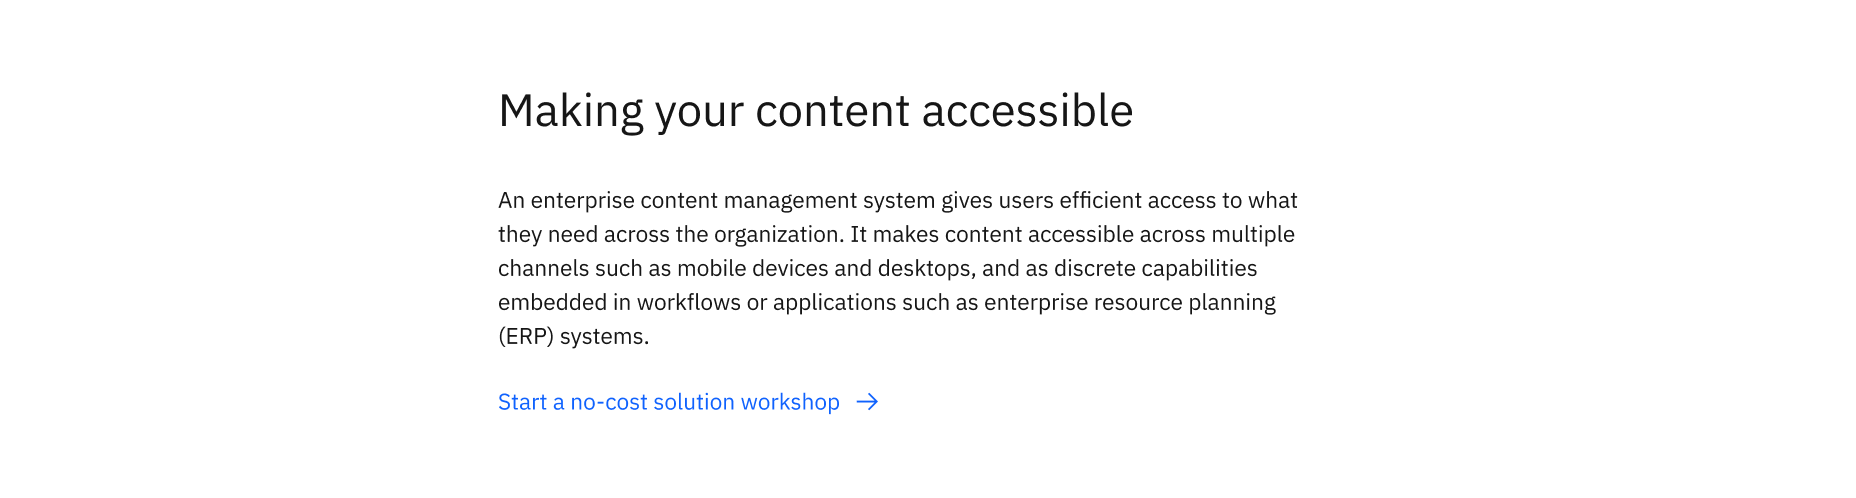 Making your content accessible
An enterprise content management system gives users efficient access to what
they need across the organization. It makes content accessible across multiple
channels such as mobile devices and desktops, and as discrete capabilities
embedded in workflows or applications such as enterprise resource planning
(ERP) systems.
Start a no-cost solution workshop →